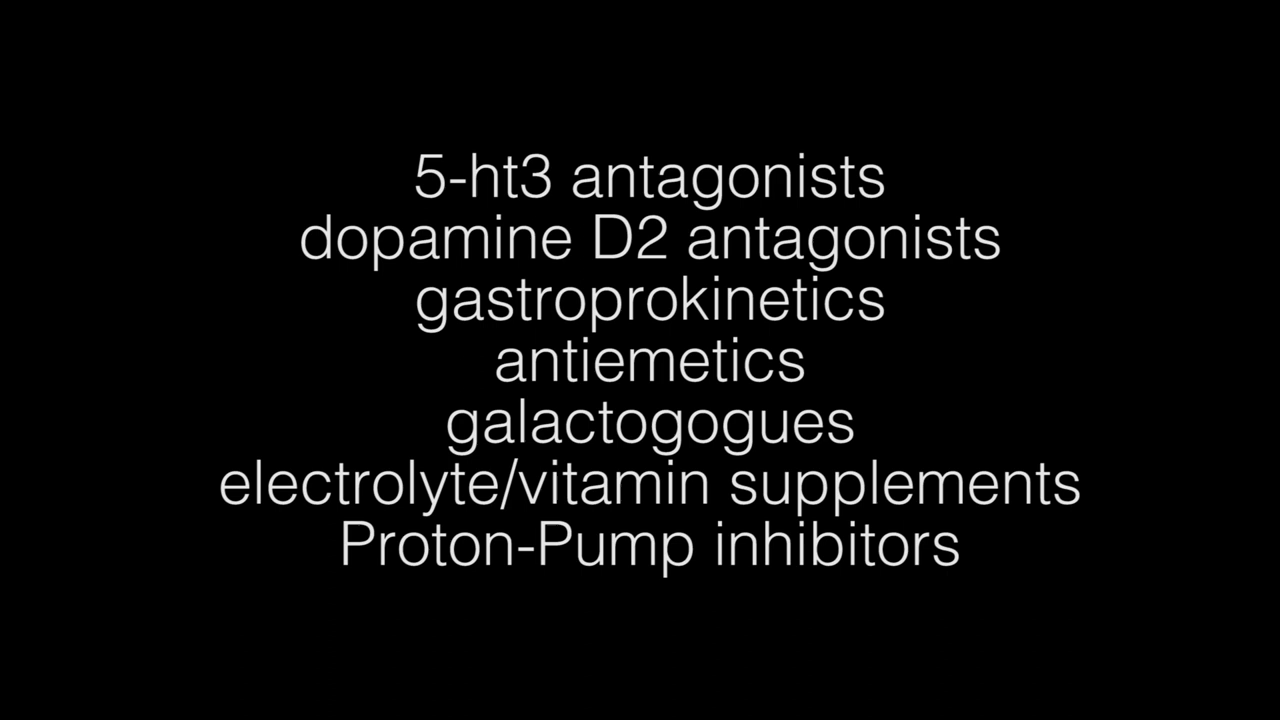 5-ht3 antagonists
dopamine D2 antagonists
gastroprokinetics
antiemetics
galactogogues
electrolyte/vitamin supplements
Proton-Pump inhibitors